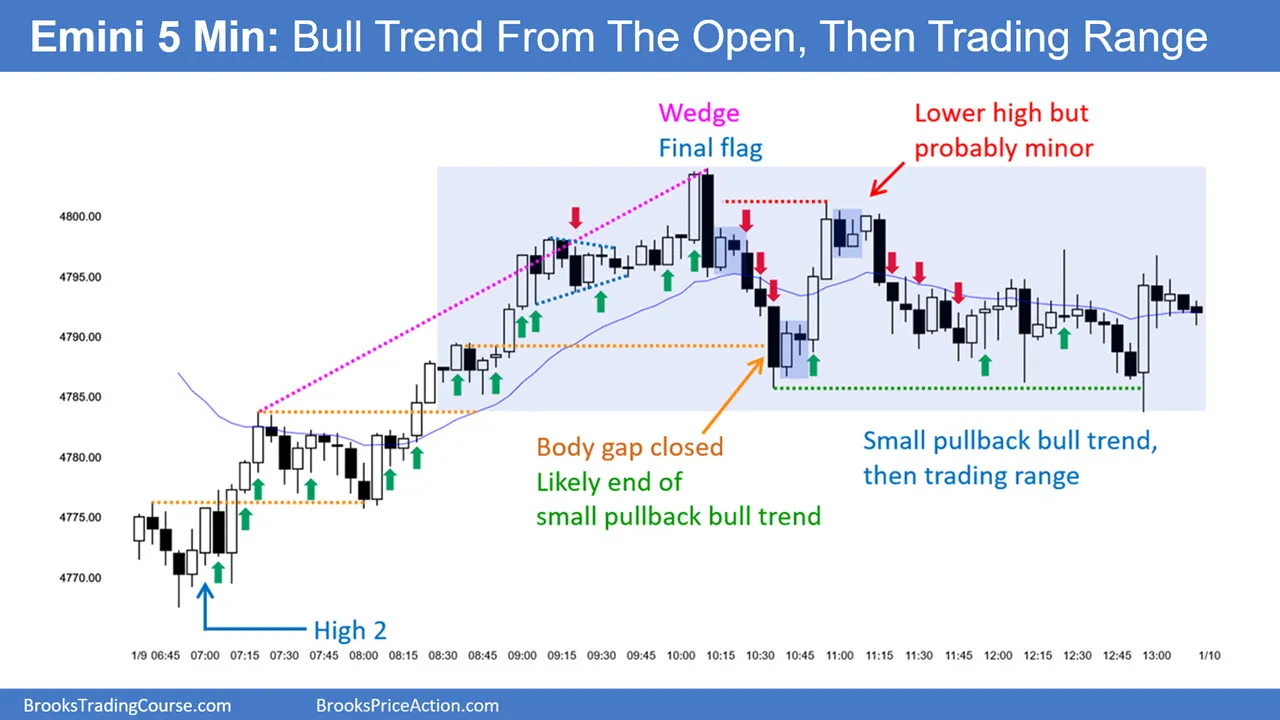 Emini 5 Min: Bull Trend From The Open, Then Trading Range
Wedge
Final flag
Lower high but
probably minor
4800.00
4795.00
4790.00
4785.00
4780.00
4775.00
4770.00
Body gap closed
Likely end of
small pullback bull trend
Small pullback bull trend,
then trading range
High 2
1/9 06:45 07:00 07:15 07:30 07:45 08:00 08:15 08:30 08:45 09:00 09:15 09:30 09:45 10:00 10:15 10:30 10:45 11:00 11:15 11:30 11:45 12:00 12:15 12:30 12:45 13:00 1/10
BrooksTradingCourse.com BrooksPriceAction.com